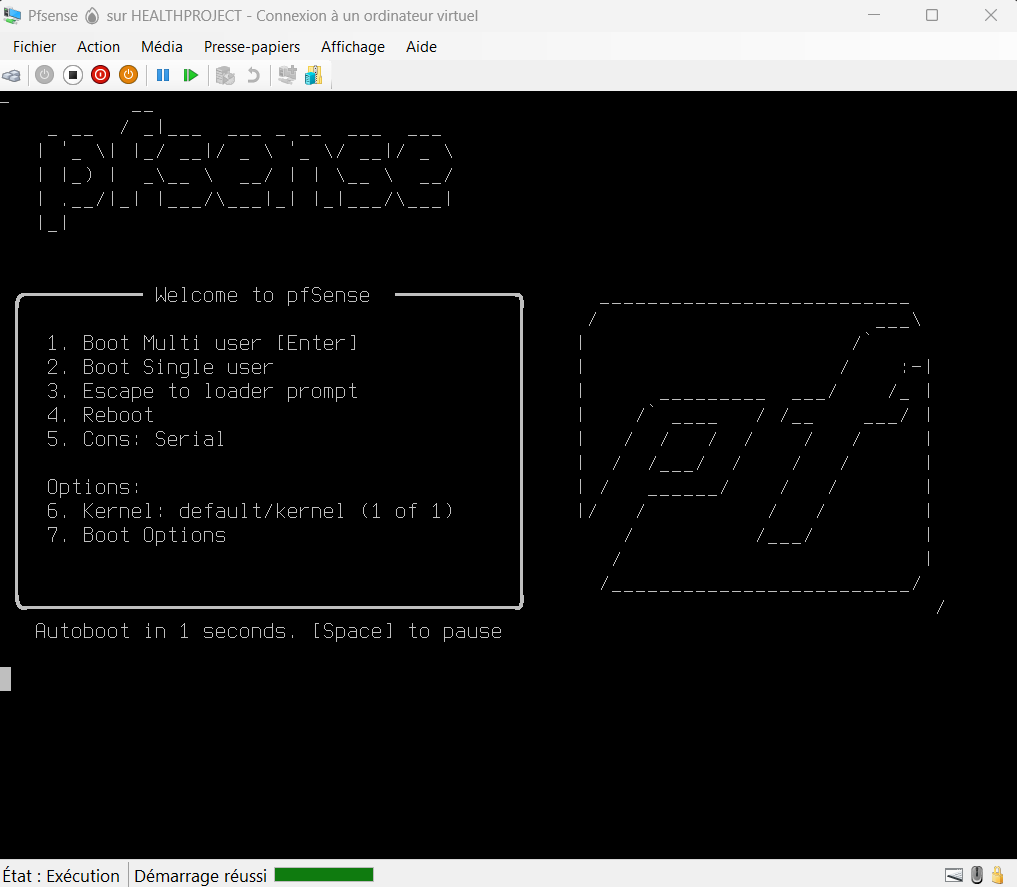 Pfsense sur HEALTHPROJECT - Connexion à un ordinateur virtuel
Fichier Action Média Presse-papiers Affichage Aide
pfsense
Welcome to pfSense
1. Boot Multi user [Enter]
2. Boot Single user
3. Escape to loader prompt
4. Reboot
5. Cons: Serial
Options:
6. Kernel: default/kernel (1 of 1)
7. Boot Options
pf
Autoboot in 1 seconds. [Space] to pause
État : Exécution Démarrage réussi